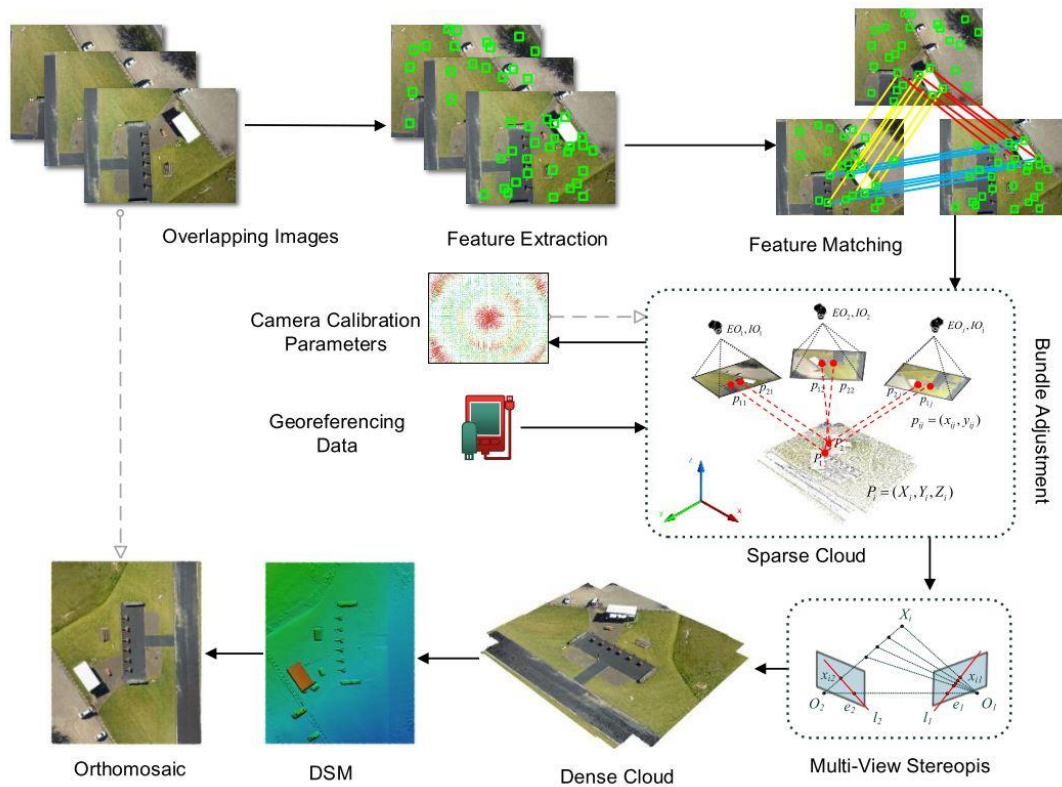 Overlapping Images
Feature Extraction
Feature Matching
Camera Calibration
Parameters
Georeferencing
Data
Bundle Adjustment
EO₂, IO₂
EO₁, IO₁
p₂₁
p₁₁
p₁₂
p₂₂
p₂ⱼ
p₁ⱼ
pᵢⱼ = (xᵢⱼ, yᵢⱼ)
P₂
P₁
Pᵢ = (Xᵢ, Yᵢ, Zᵢ)
z
y
x
Sparse Cloud
Xᵢ
xᵢ₂
xᵢ₁
O₂
e₂
l₂
l₁
e₁
O₁
Orthomosaic
DSM
Dense Cloud
Multi-View Stereopis